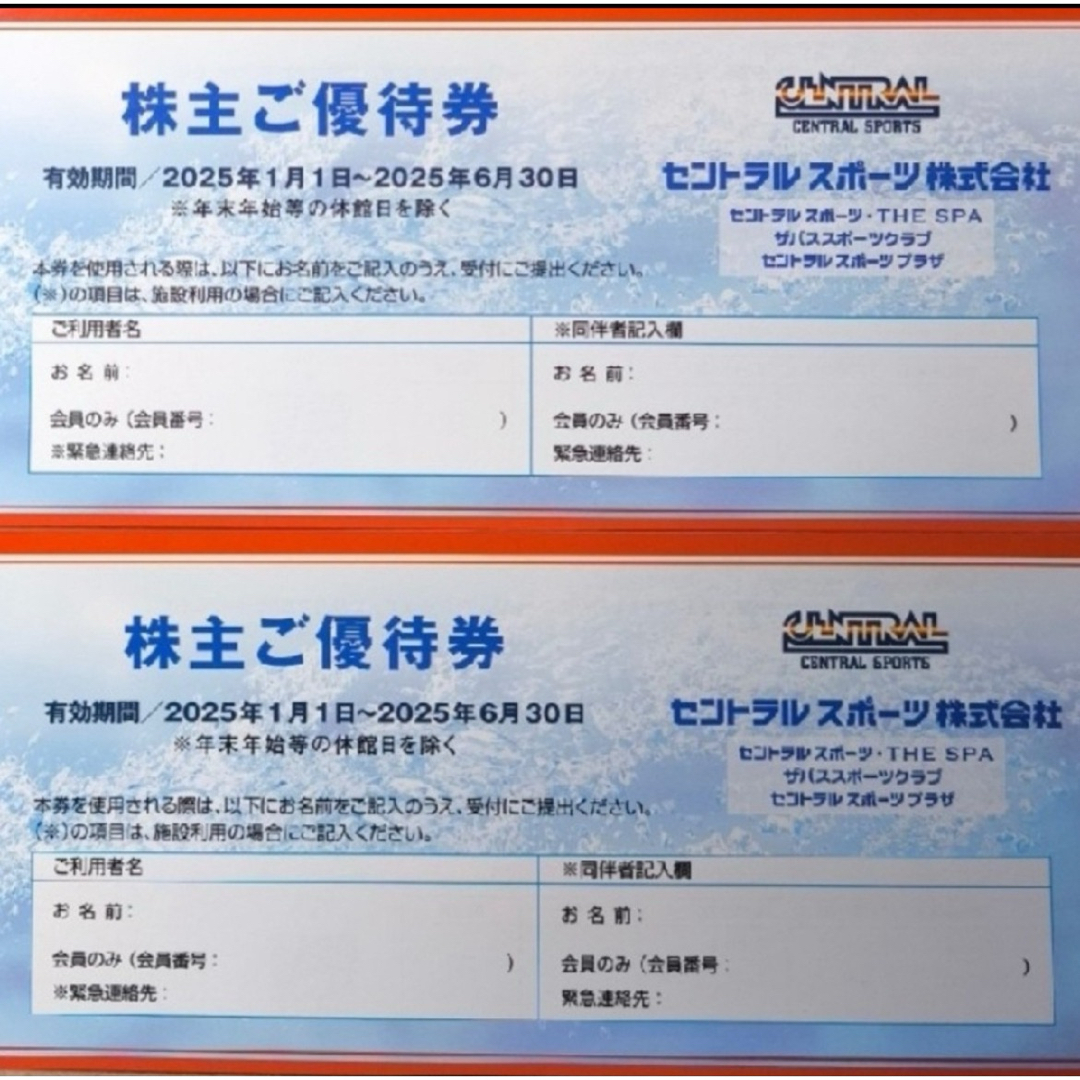 株主ご優待券
CENTRAL
CENTRAL SPORTS
有効期間／2025年1月1日～2025年6月30日
※年末年始等の休館日を除く
セントラルスポーツ株式会社
セントラルスポーツ・THE SPA
ザバススポーツクラブ
セントラルスポーツプラザ
本券を使用される際は、以下にお名前をご記入のうえ、受付にご提出ください。
(※)の項目は、施設利用の場合にご記入ください。
ご利用者名
お名前：
会員のみ（会員番号： ）
※緊急連絡先：
※同伴者記入欄
お名前：
会員のみ（会員番号： ）
緊急連絡先：
株主ご優待券
CENTRAL
CENTRAL SPORTS
有効期間／2025年1月1日～2025年6月30日
※年末年始等の休館日を除く
セントラルスポーツ株式会社
セントラルスポーツ・THE SPA
ザバススポーツクラブ
セントラルスポーツプラザ
本券を使用される際は、以下にお名前をご記入のうえ、受付にご提出ください。
(※)の項目は、施設利用の場合にご記入ください。
ご利用者名
お名前：
会員のみ（会員番号： ）
※緊急連絡先：
※同伴者記入欄
お名前：
会員のみ（会員番号： ）
緊急連絡先：